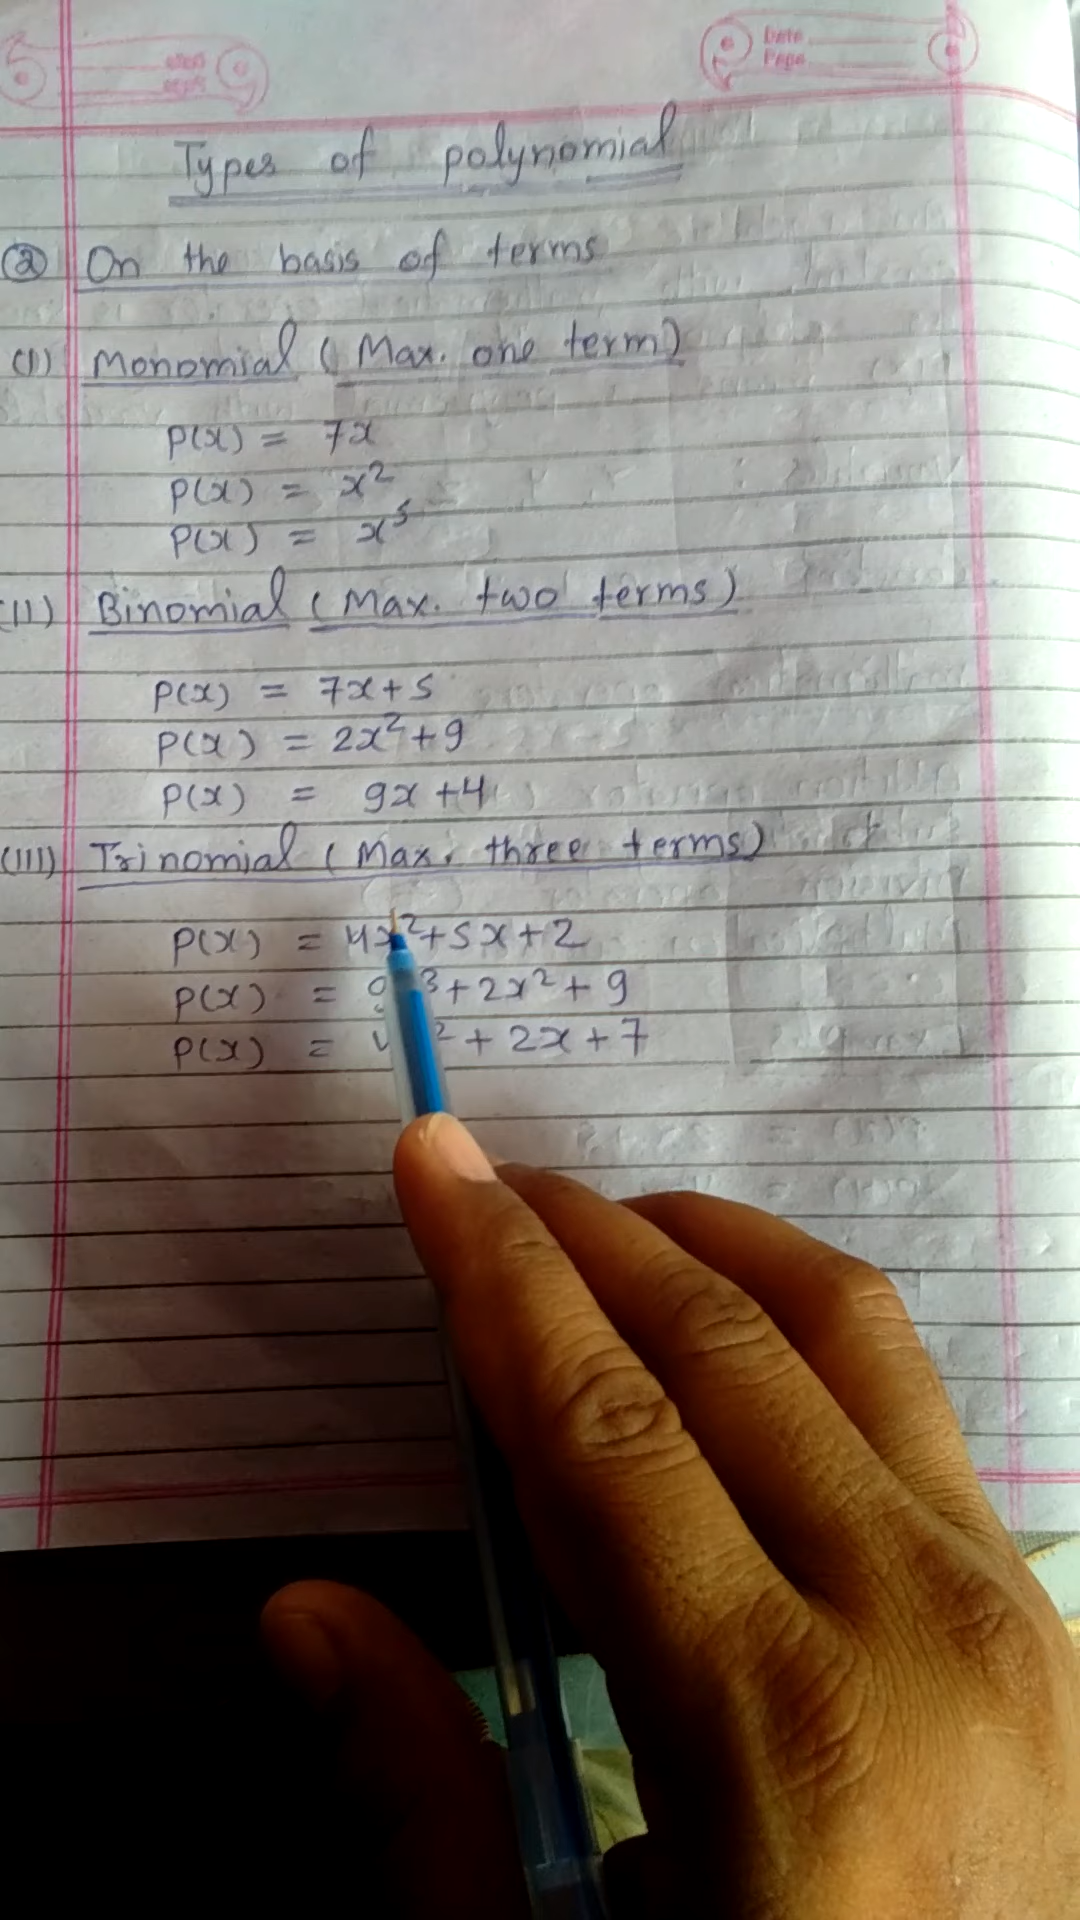 Date
Page
Types of polynomial
② On the basis of terms
(I) Monomial (Max. one term)
P(x) = 7x
P(x) = x²
P(x) = x⁵
(II) Binomial (Max. two terms)
P(x) = 7x+5
P(x) = 2x²+9
P(x) = 9x+4
(III) Trinomial (Max. three terms)
P(x) = 4x²+5x+2
P(x) = ³+2x²+9
P(x) = ²+2x+7